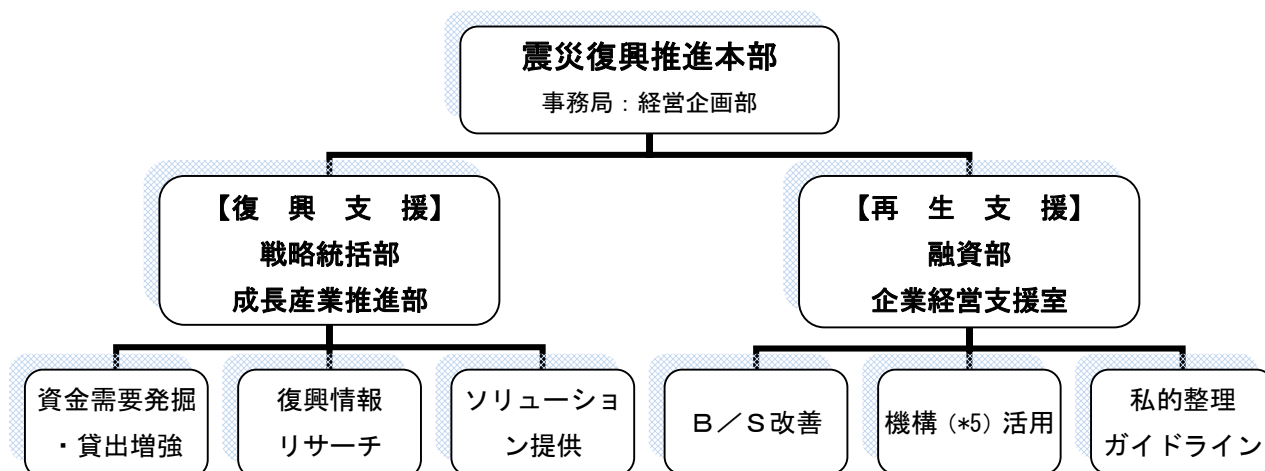 震災復興推進本部
事務局：経営企画部
【復　興　支　援】
戦略統括部
成長産業推進部
【再　生　支　援】
融資部
企業経営支援室
資金需要発掘
・貸出増強
復興情報
リサーチ
ソリューショ
ン提供
Ｂ／Ｓ改善
機構（*5）活用
私的整理
ガイドライン